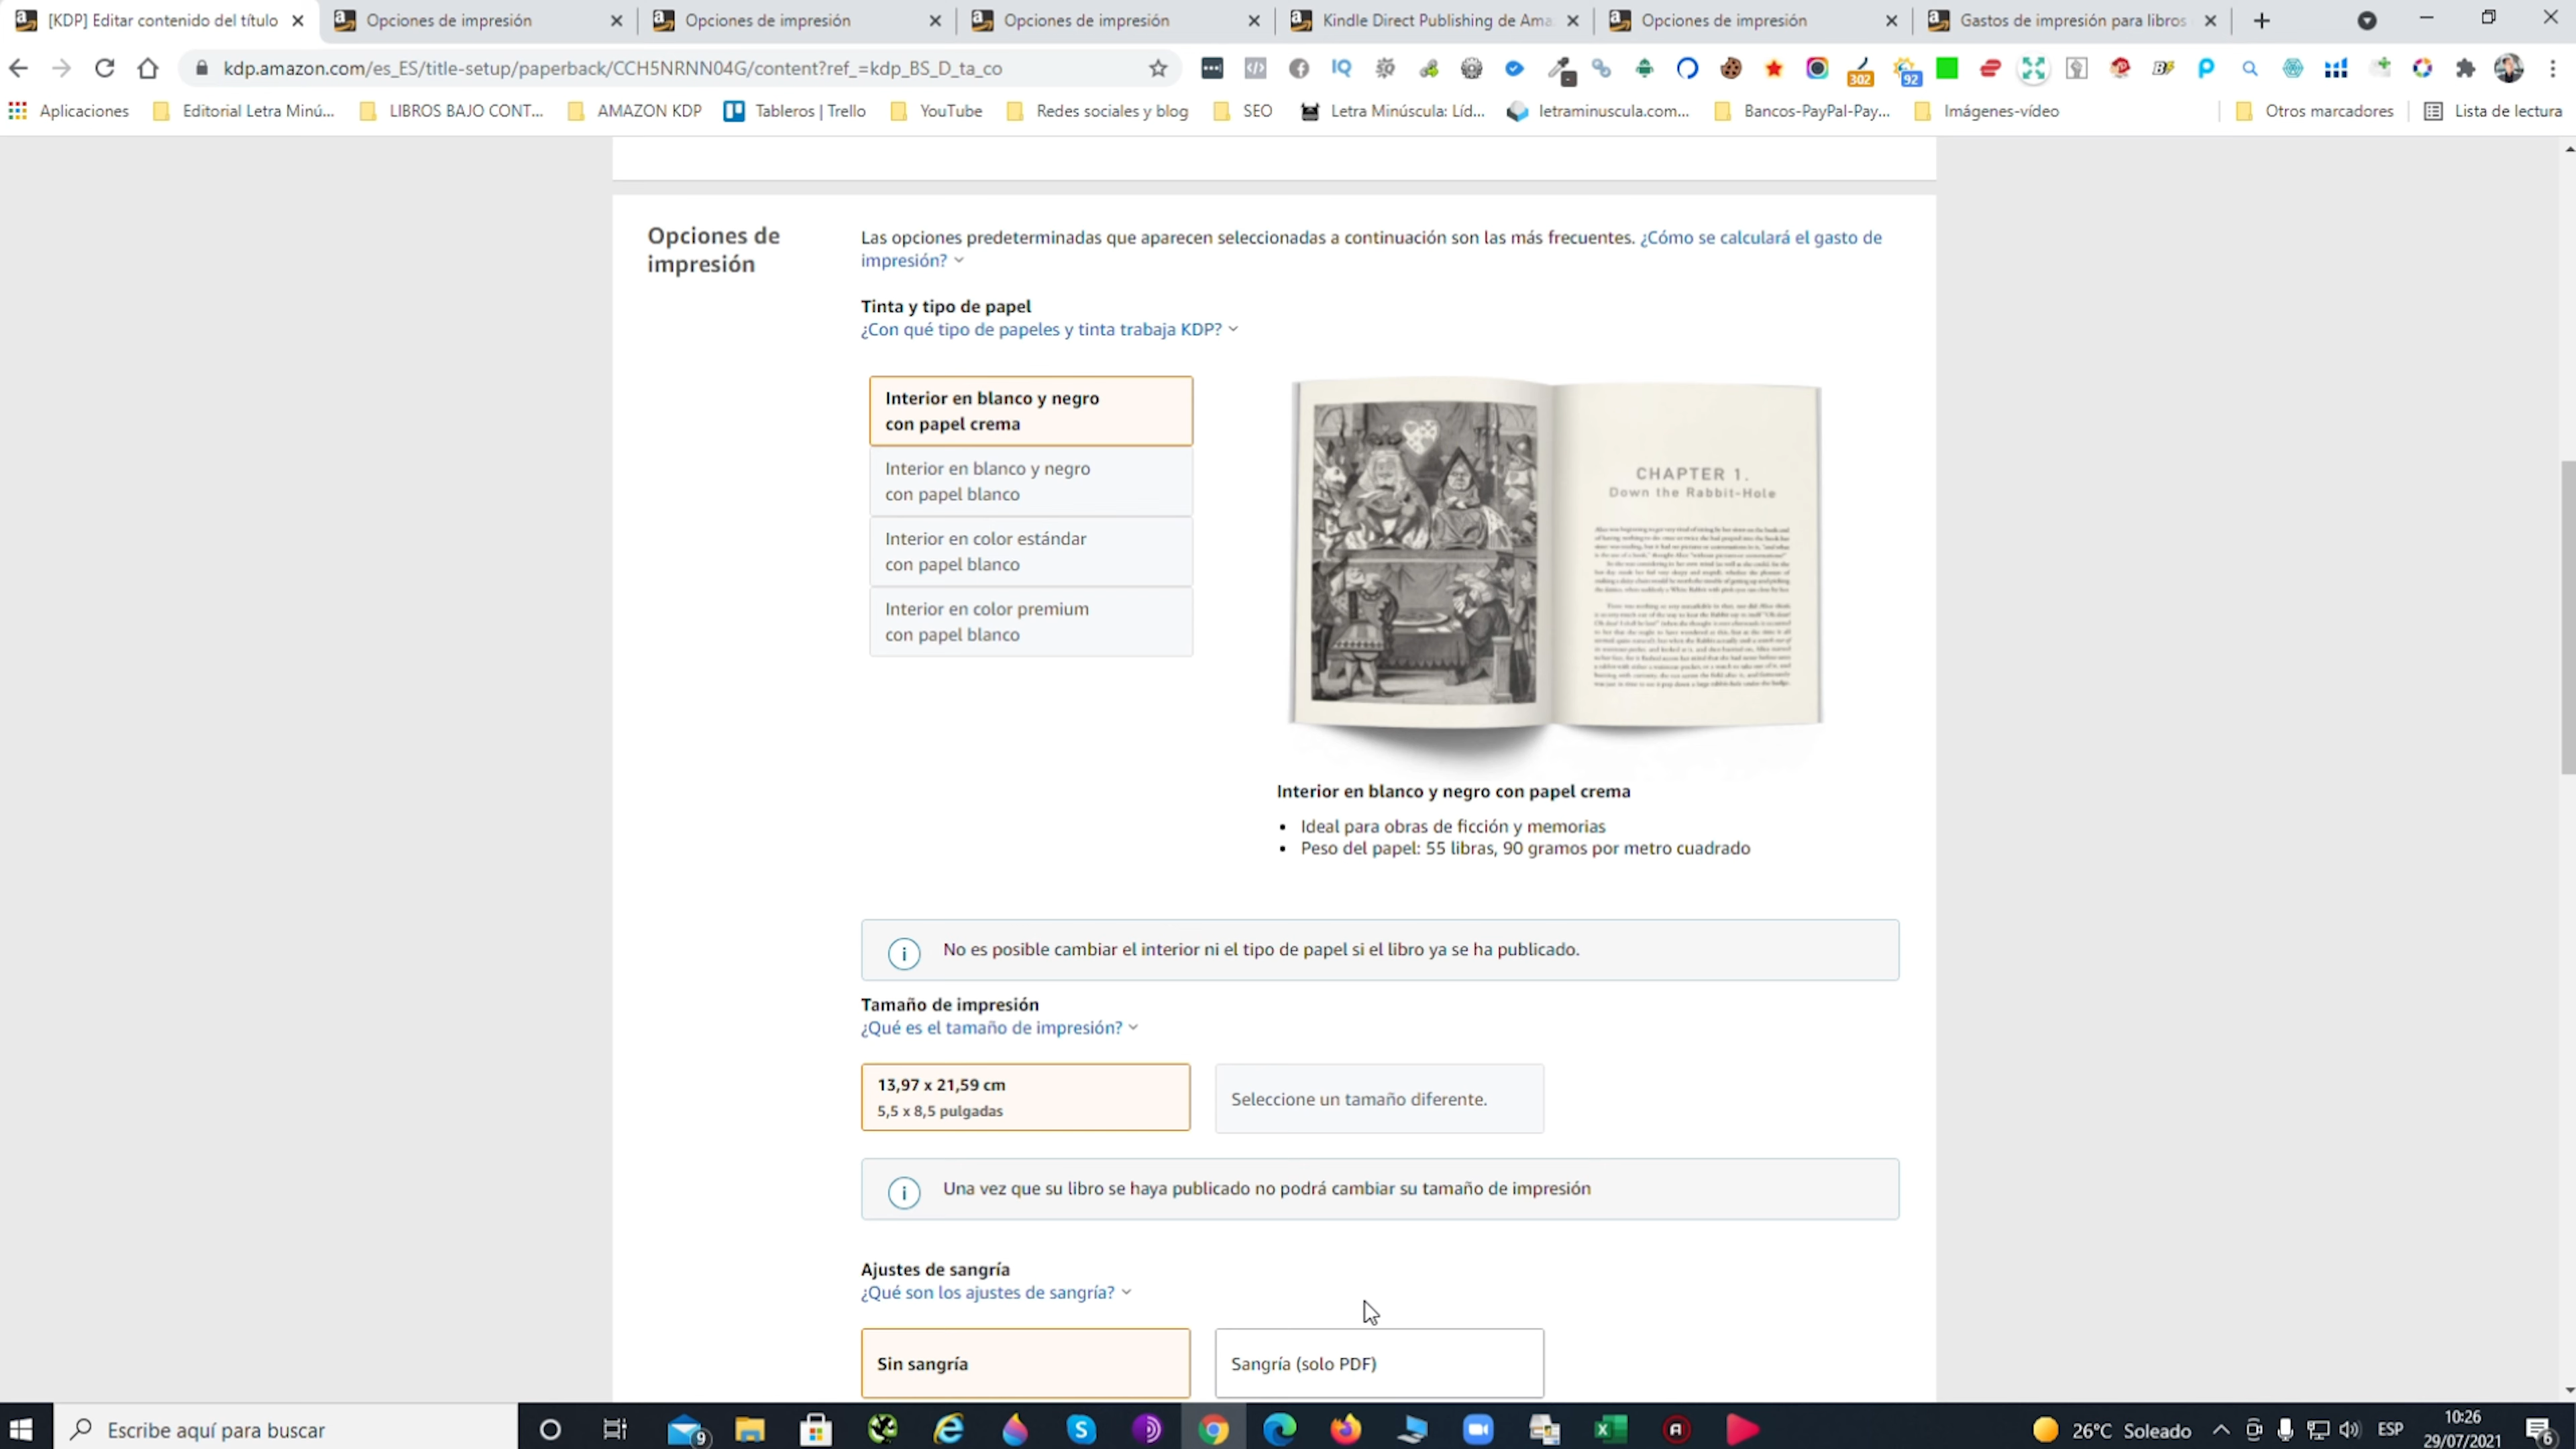 [KDP] Editar contenido del título
Opciones de impresión
Opciones de impresión
Opciones de impresión
Kindle Direct Publishing de Ama
Opciones de impresión
Gastos de impresión para libros
kdp.amazon.com/es_ES/title-setup/paperback/CCH5NRNN04G/content?ref_=kdp_BS_D_ta_co
IQ
302
92
Aplicaciones
Editorial Letra Minú...
LIBROS BAJO CONT...
AMAZON KDP
Tableros | Trello
YouTube
Redes sociales y blog
SEO
Letra Minúscula: Líd...
letraminuscula.com...
Bancos-PayPal-Pay...
Imágenes-vídeo
Otros marcadores
Lista de lectura
Opciones de
impresión
Las opciones predeterminadas que aparecen seleccionadas a continuación son las más frecuentes. ¿Cómo se calculará el gasto de
impresión?
Tinta y tipo de papel
¿Con qué tipo de papeles y tinta trabaja KDP?
Interior en blanco y negro
con papel crema
Interior en blanco y negro
con papel blanco
Interior en color estándar
con papel blanco
Interior en color premium
con papel blanco
CHAPTER 1.
Down the Rabbit-Hole
Interior en blanco y negro con papel crema
• Ideal para obras de ficción y memorias
• Peso del papel: 55 libras, 90 gramos por metro cuadrado
No es posible cambiar el interior ni el tipo de papel si el libro ya se ha publicado.
Tamaño de impresión
¿Qué es el tamaño de impresión?
13,97 x 21,59 cm
5,5 x 8,5 pulgadas
Seleccione un tamaño diferente.
Una vez que su libro se haya publicado no podrá cambiar su tamaño de impresión
Ajustes de sangría
¿Qué son los ajustes de sangría?
Sin sangría
Sangría (solo PDF)
Escribe aquí para buscar
9
26°C Soleado
ESP
10:26
29/07/2021
6